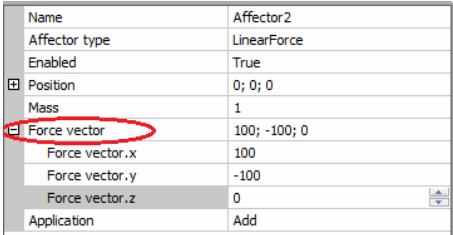 Name Affector2
Affector type LinearForce
Enabled True
Position 0; 0; 0
Mass 1
Force vector 100; -100; 0
Force vector.x 100
Force vector.y -100
Force vector.z 0
Application Add